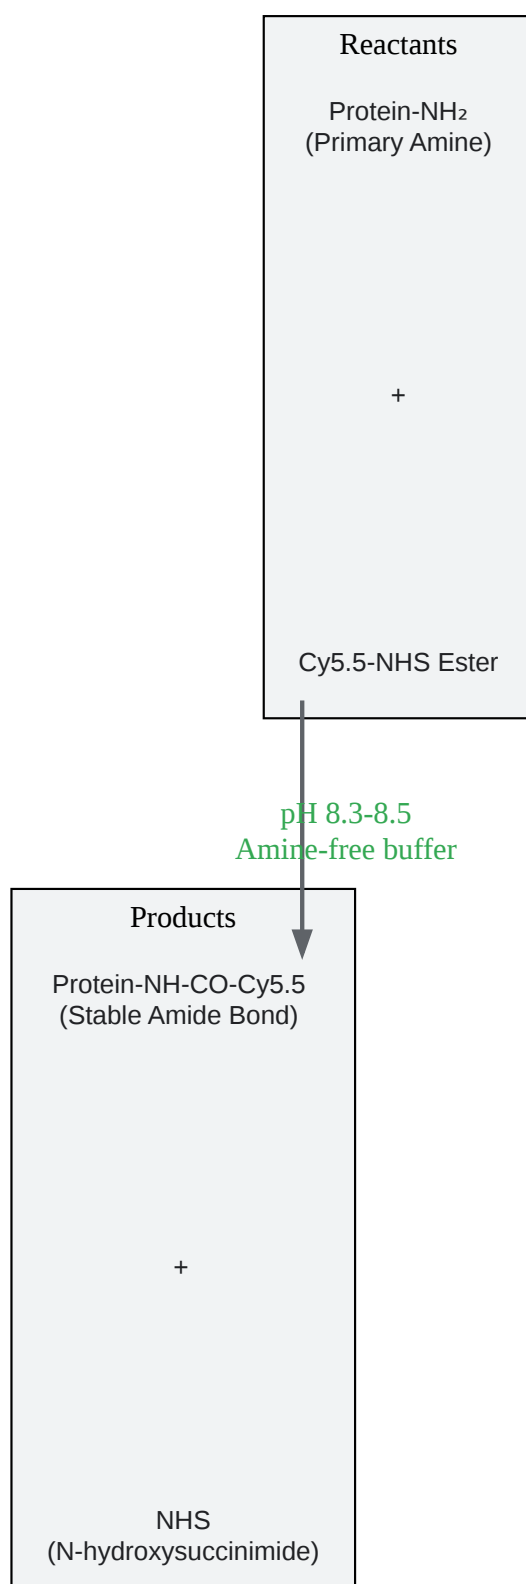 Reactants
Protein-NH₂
(Primary Amine)
+
Cy5.5-NHS Ester
pH 8.3-8.5
Amine-free buffer
Products
Protein-NH-CO-Cy5.5
(Stable Amide Bond)
+
NHS
(N-hydroxysuccinimide)